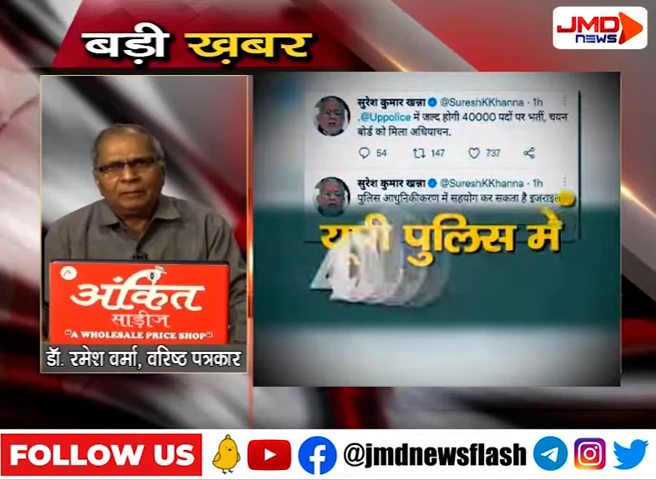 बड़ी ख़बर
JMD
NEWS
सुरेश कुमार खन्ना @SureshKKhanna · 1h
.@Uppolice में जल्द होगी 40000 पदों पर भर्ती, चयन
बोर्ड को मिला अधियाचन.
54 147 737
सुरेश कुमार खन्ना @SureshKKhanna · 1h
पुलिस आधुनिकीकरण में सहयोग कर सकता है इजराइल
यूपी पुलिस में
अंकित
साड़ीज
"A WHOLESALE PRICE SHOP"
डॉ. रमेश वर्मा, वरिष्ठ पत्रकार
FOLLOW US @jmdnewsflash